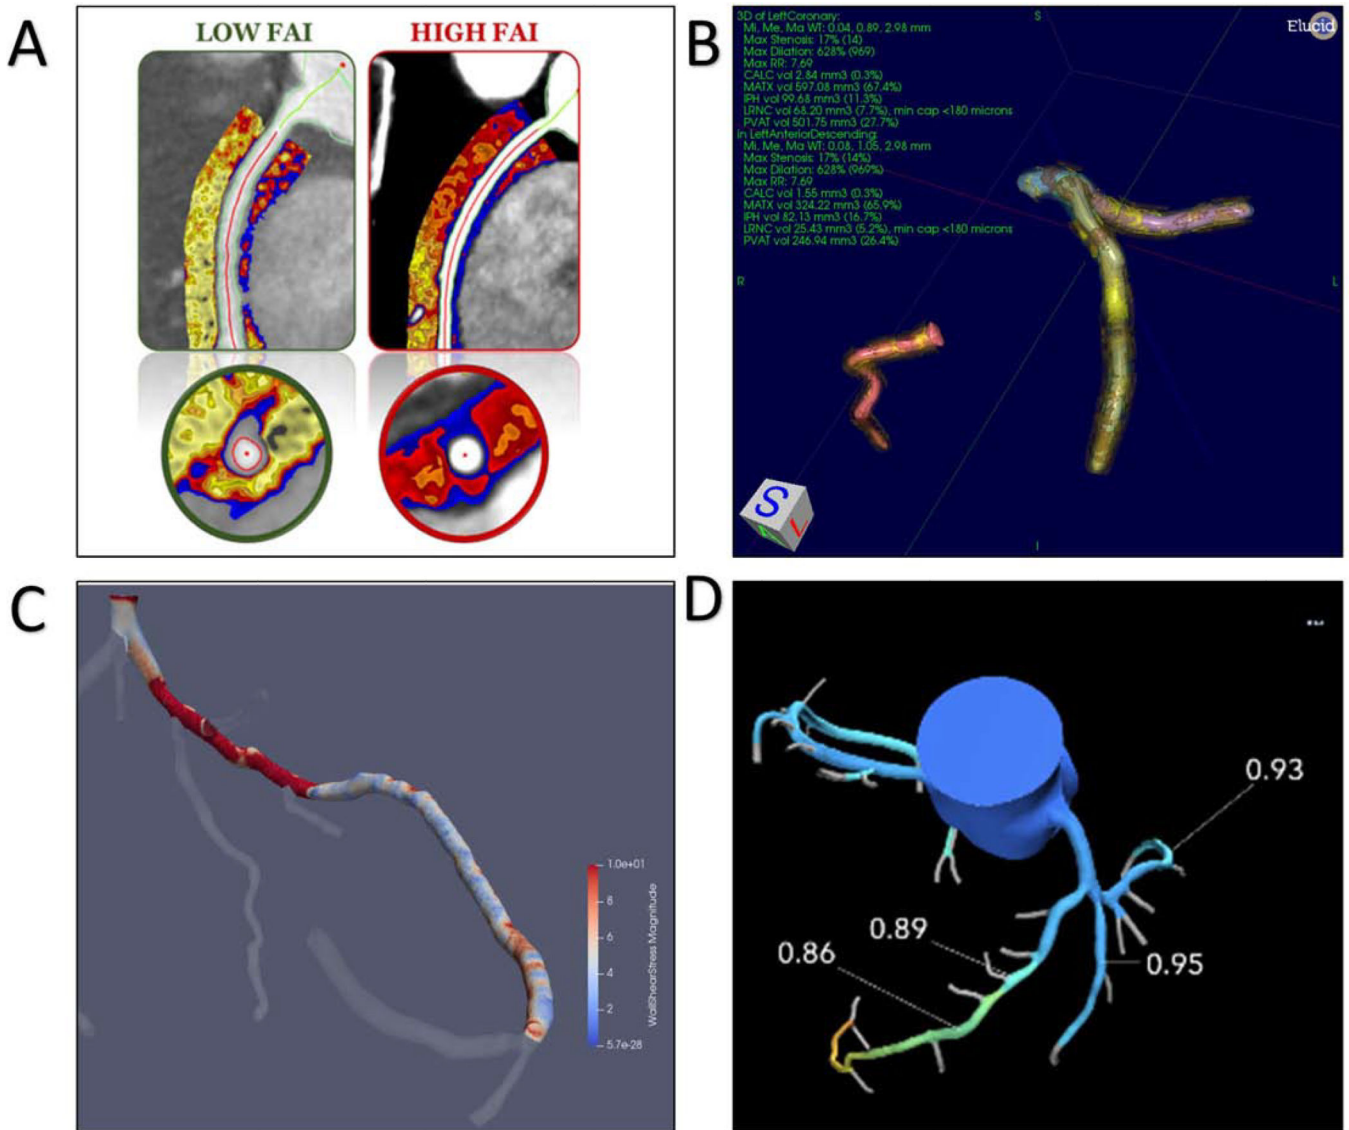 A
LOW FAI
HIGH FAI
B
3D of LeftCoronary:
Mi, Me, Ma WT: 0.04, 0.89, 2.98 mm
Max Stenosis: 17% (14)
Max Dilation: 628% (969)
Max RR: 7.69
CALC vol 2.84 mm3 (0.3%)
MATX vol 597.08 mm3 (67.4%)
IPH vol 99.68 mm3 (11.3%)
LRNC vol 68.20 mm3 (7.7%), min cap <180 microns
PVAT vol 501.75 mm3 (27.7%)
in LeftAnteriorDescending:
Mi, Me, Ma WT: 0.08, 1.05, 2.98 mm
Max Stenosis: 17% (14%)
Max Dilation: 628% (969%)
Max RR: 7.69
CALC vol 1.55 mm3 (0.3%)
MATX vol 324.22 mm3 (65.9%)
IPH vol 82.13 mm3 (16.7%)
LRNC vol 25.43 mm3 (5.2%), min cap <180 microns
PVAT vol 246.94 mm3 (26.4%)
S
Elucid
R
L
I
S
L
C
1.0e+01
8
6
4
2
5.7e-28
WallShearStress Magnitude
D
0.93
0.89
0.86
0.95